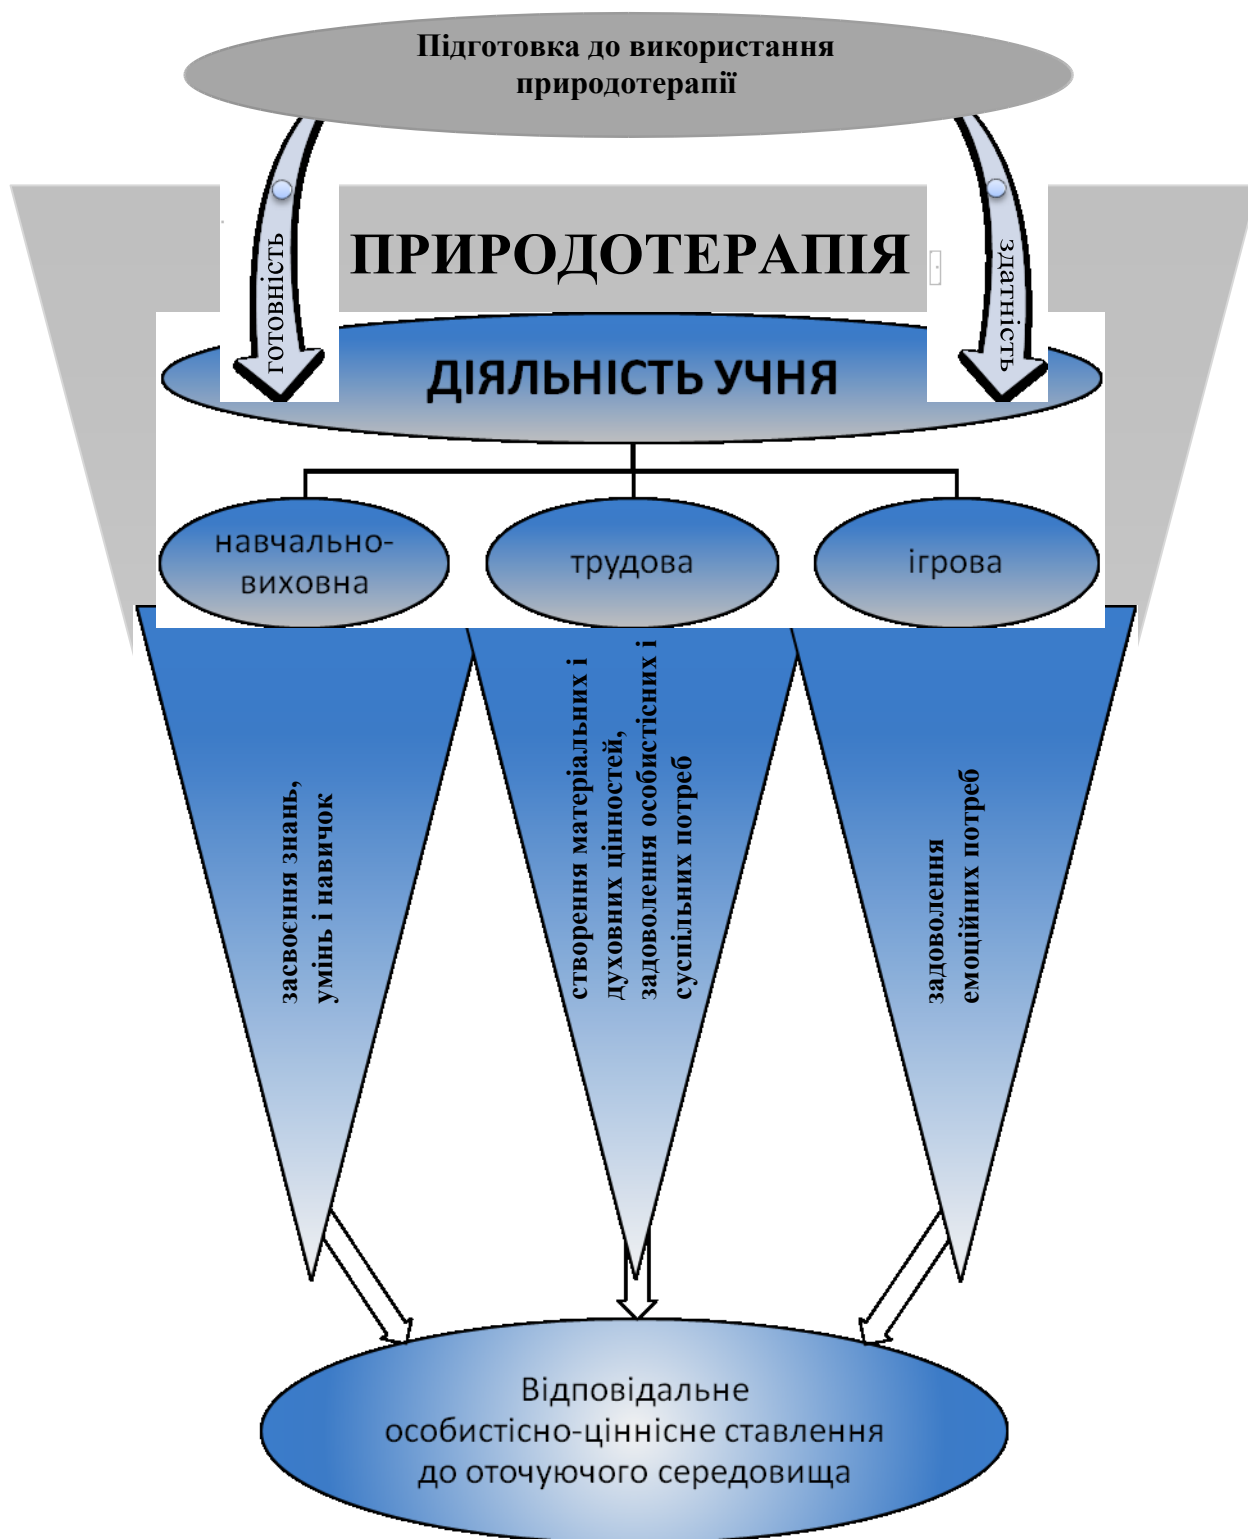 Підготовка до використання
природотерапії
готовність
ПРИРОДОТЕРАПІЯ
здатність
ДІЯЛЬНІСТЬ УЧНЯ
навчально-
виховна
трудова
ігрова
засвоєння знань,
умінь і навичок
створення матеріальних і
духовних цінностей,
задоволення особистісних і
суспільних потреб
задоволення
емоційних потреб
Відповідальне
особистісно-ціннісне ставлення
до оточуючого середовища